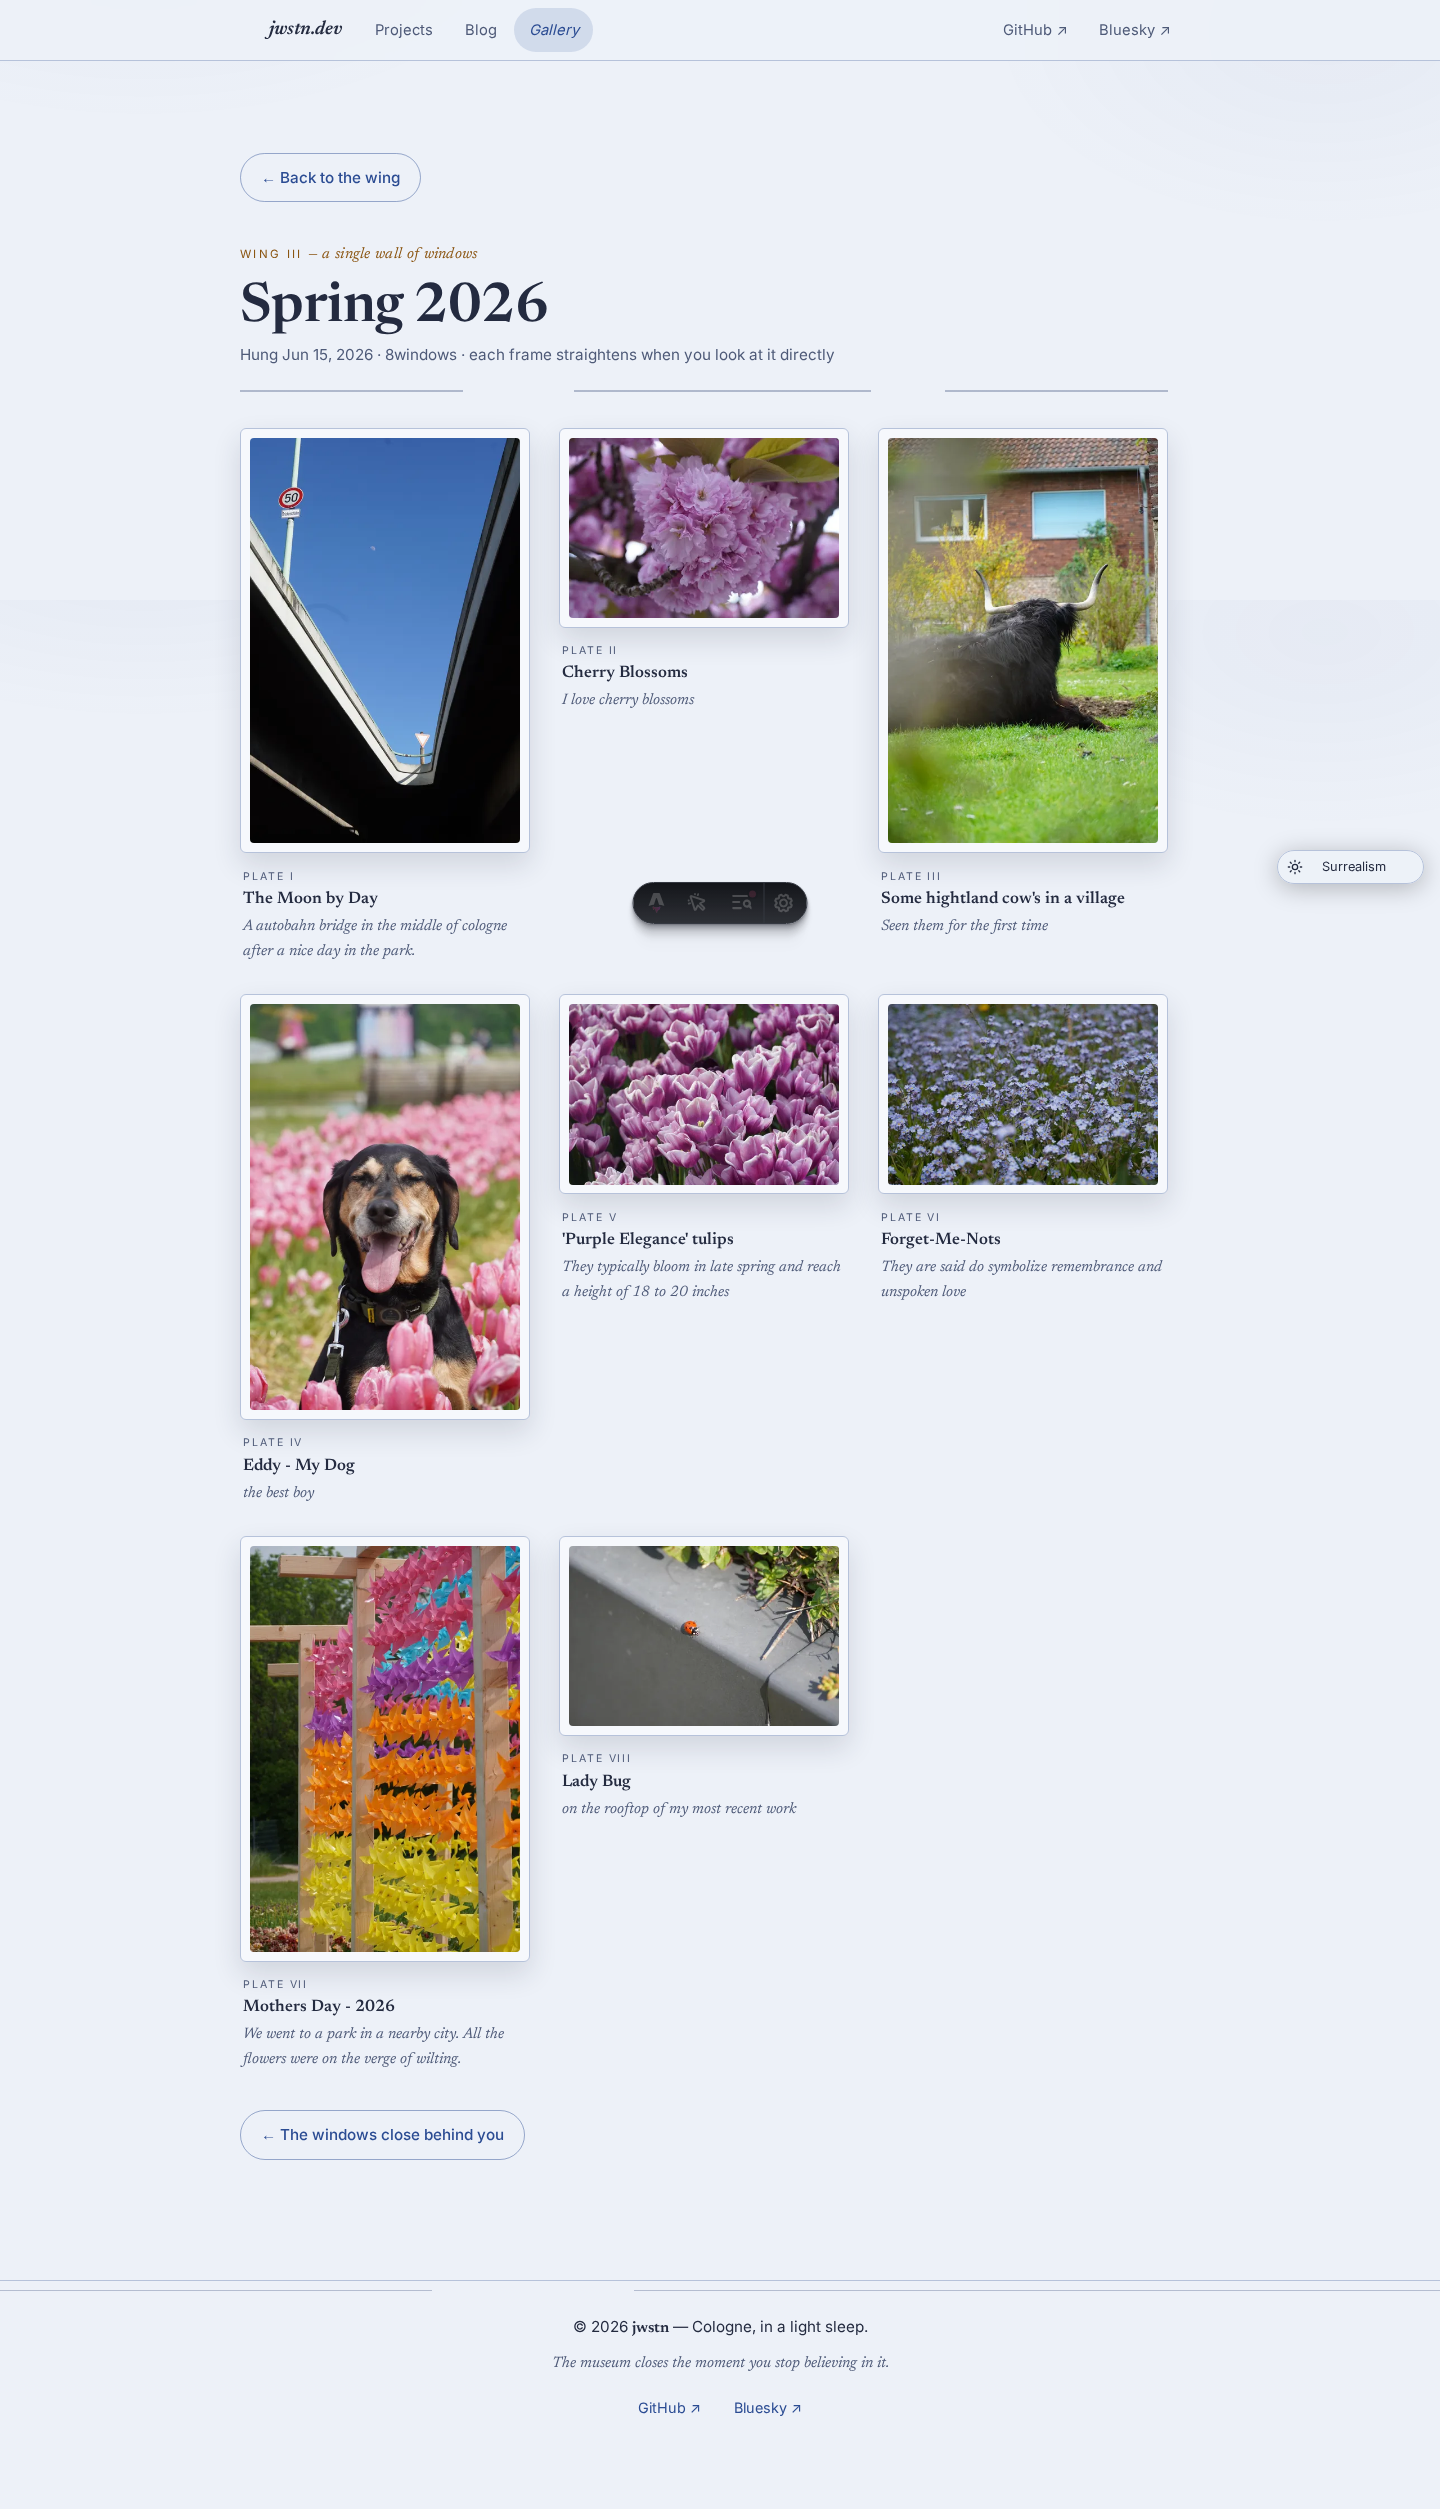 jwstn.dev Projects Blog Gallery GitHub ↗ Bluesky ↗
← Back to the wing
WING III — a single wall of windows
Spring 2026
Hung Jun 15, 2026 · 8windows · each frame straightens when you look at it directly
50
PLATE I
The Moon by Day
A autobahn bridge in the middle of cologne
after a nice day in the park.
PLATE II
Cherry Blossoms
I love cherry blossoms
PLATE III
Some hightland cow's in a village
Seen them for the first time
Surrealism
PLATE IV
Eddy - My Dog
the best boy
PLATE V
'Purple Elegance' tulips
They typically bloom in late spring and reach
a height of 18 to 20 inches
PLATE VI
Forget-Me-Nots
They are said do symbolize remembrance and
unspoken love
PLATE VII
Mothers Day - 2026
We went to a park in a nearby city. All the
flowers were on the verge of wilting.
PLATE VIII
Lady Bug
on the rooftop of my most recent work
← The windows close behind you
© 2026 jwstn — Cologne, in a light sleep.
The museum closes the moment you stop believing in it.
GitHub ↗ Bluesky ↗